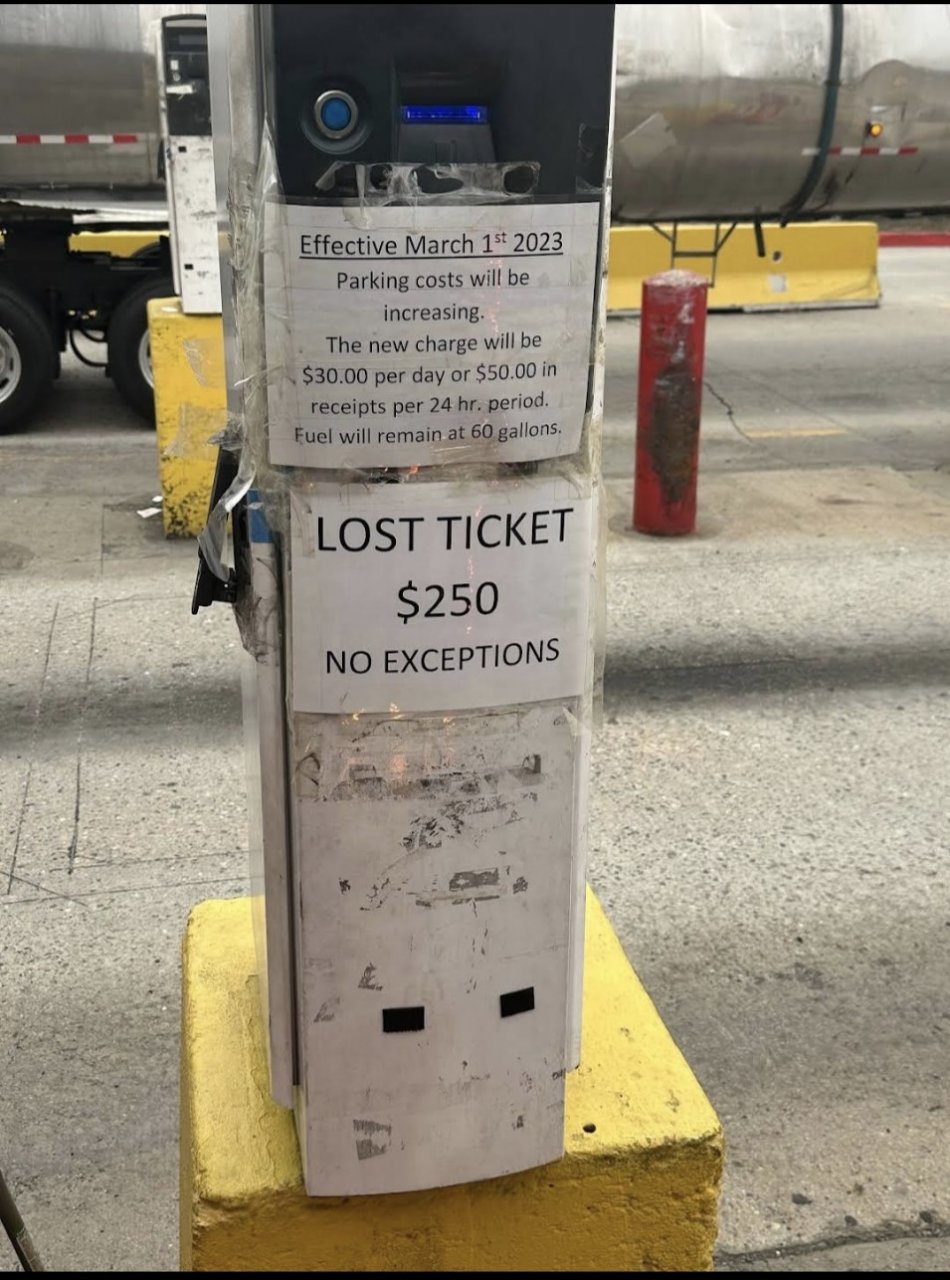 Effective March 1st 2023
Parking costs will be
increasing.
The new charge will be
$30.00 per day or $50.00 in
receipts per 24 hr. period.
Fuel will remain at 60 gallons.
LOST TICKET
$250
NO EXCEPTIONS